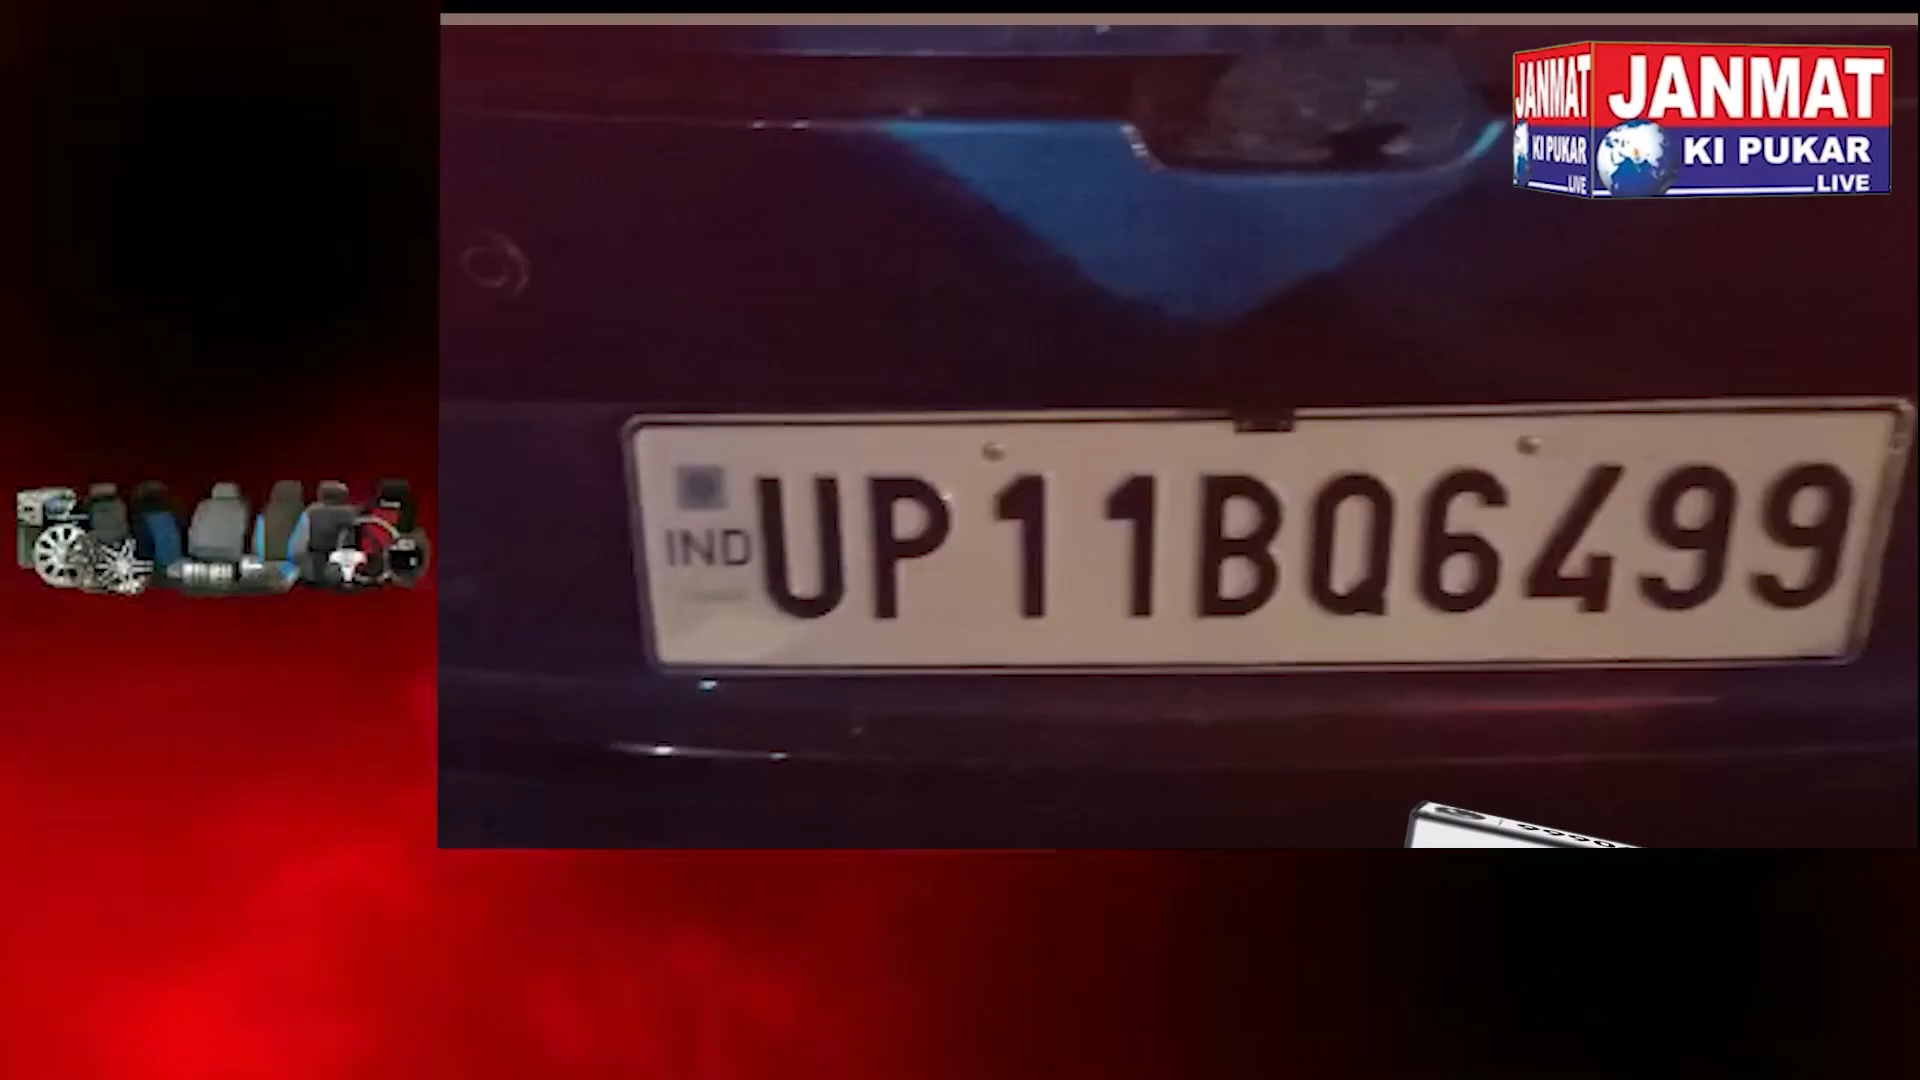 JANMAT
KI PUKAR
LIVE
JANMAT
KI PUKAR
LIVE
IND
UP11BQ6499